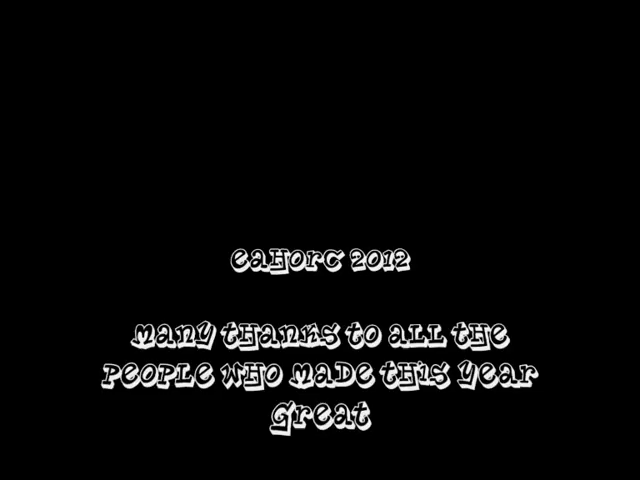 eahorc 2012
many thanks to all the
people who made this year
Great